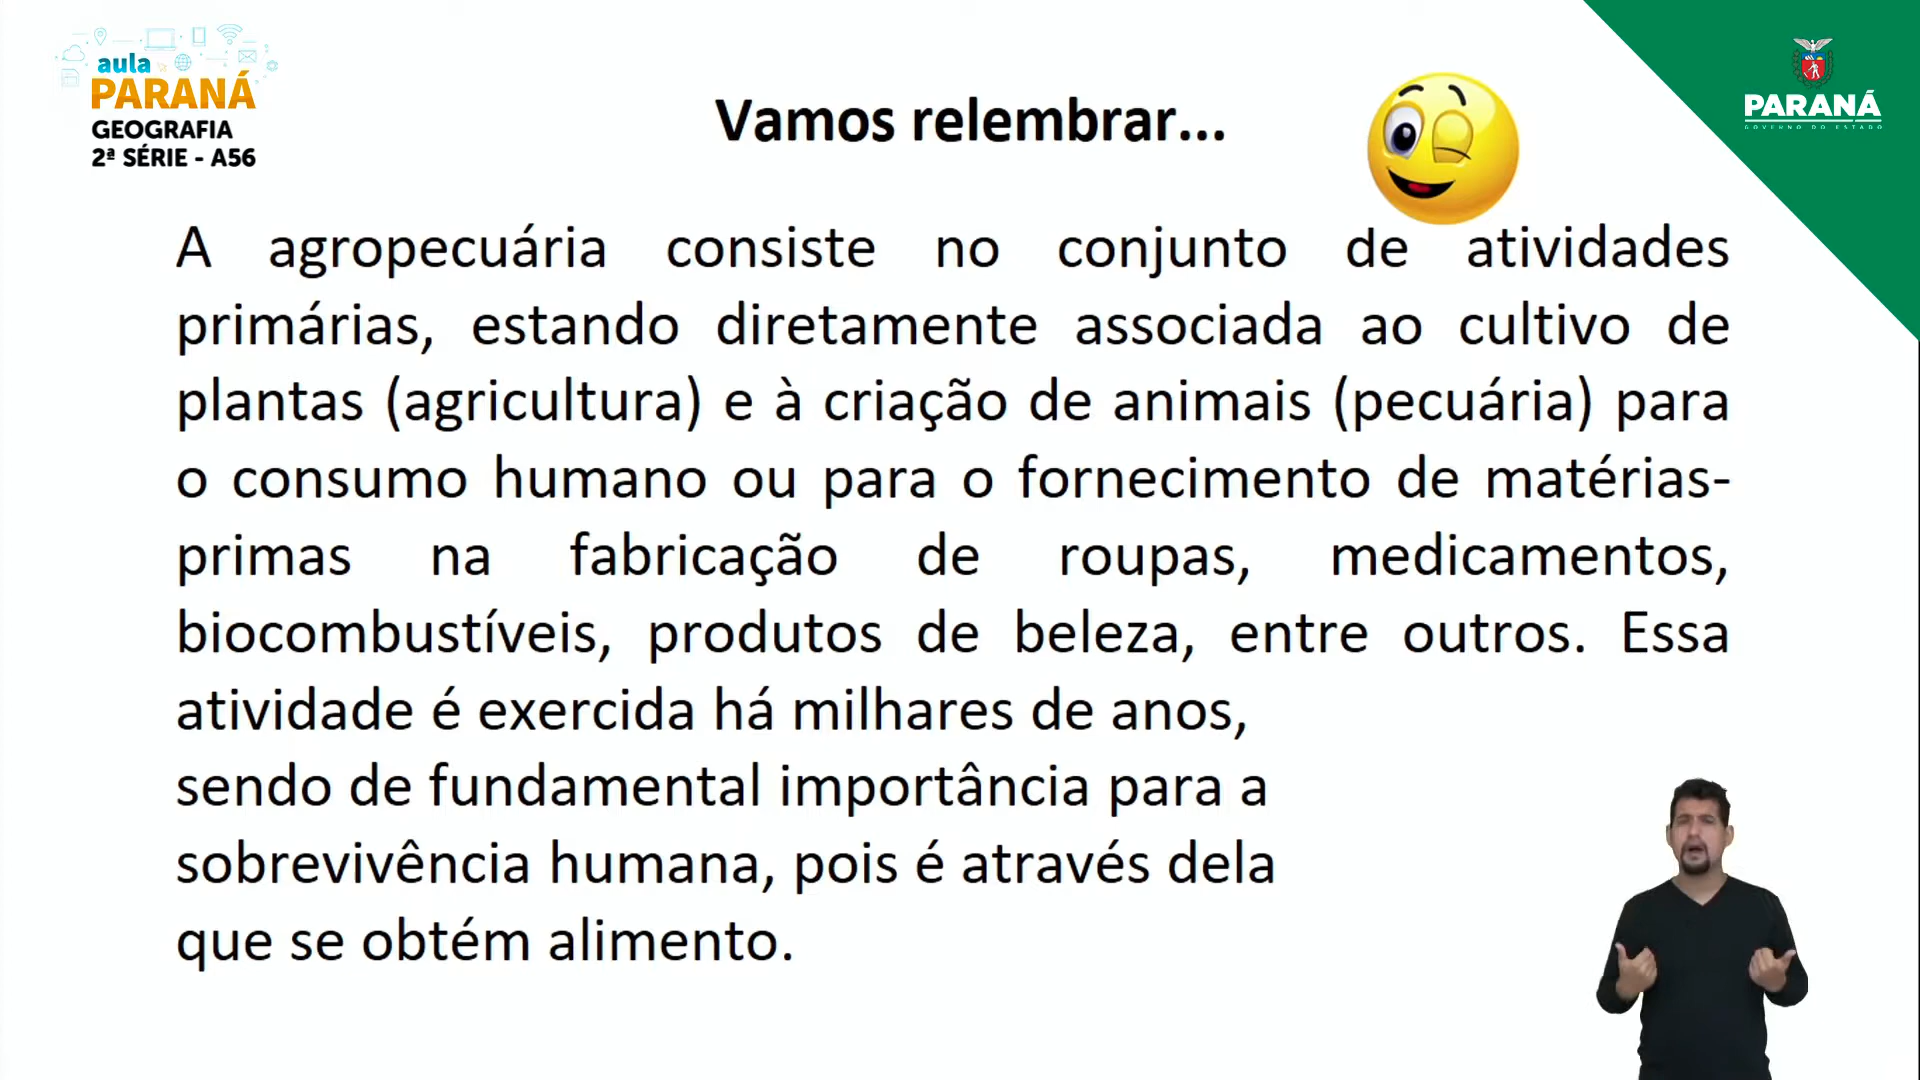 aula
PARANÁ
GEOGRAFIA
2ª SÉRIE - A56
Vamos relembrar...
PARANÁ
GOVERNO DO ESTADO
A agropecuária consiste no conjunto de atividades
primárias, estando diretamente associada ao cultivo de
plantas (agricultura) e à criação de animais (pecuária) para
o consumo humano ou para o fornecimento de matérias-
primas na fabricação de roupas, medicamentos,
biocombustíveis, produtos de beleza, entre outros. Essa
atividade é exercida há milhares de anos,
sendo de fundamental importância para a
sobrevivência humana, pois é através dela
que se obtém alimento.